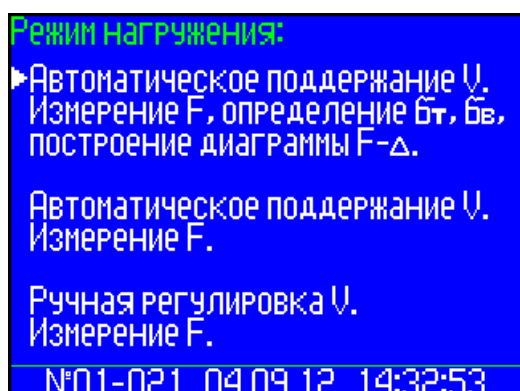 Режим нагружения:
▶Автоматическое поддержание V.
Измерение F, определение бт, бв,
построение диаграммы F-△.
Автоматическое поддержание V.
Измерение F.
Ручная регулировка V.
Измерение F.
№01-021 04.09.12 14:32:53